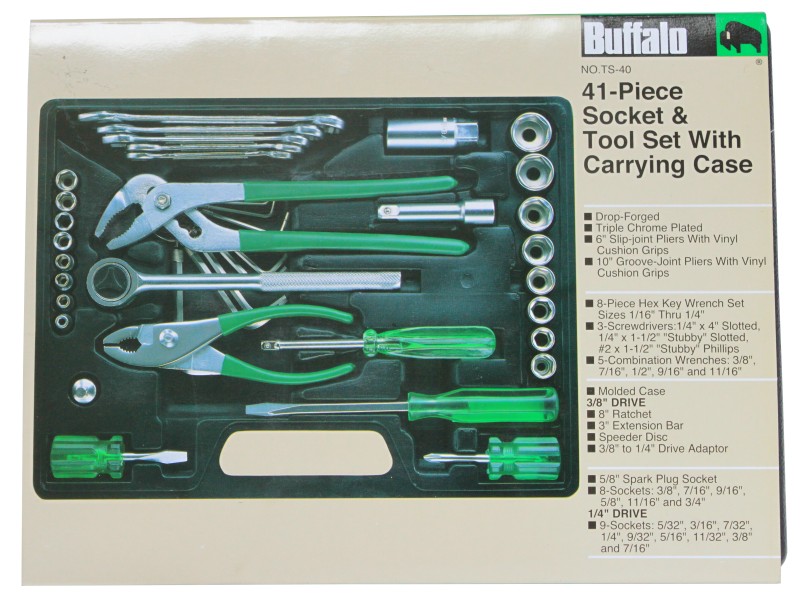 Buffalo
®
NO.TS-40
41-Piece
Socket &
Tool Set With
Carrying Case
■ Drop-Forged
■ Triple Chrome Plated
■ 6" Slip-joint Pliers With Vinyl
Cushion Grips
■ 10" Groove-Joint Pliers With Vinyl
Cushion Grips
■ 8-Piece Hex Key Wrench Set
Sizes 1/16" Thru 1/4"
■ 3-Screwdrivers:1/4" x 4" Slotted,
1/4" x 1-1/2" "Stubby" Slotted,
#2 x 1-1/2" "Stubby" Phillips
■ 5-Combination Wrenches: 3/8",
7/16", 1/2", 9/16" and 11/16"
■ Molded Case
3/8" DRIVE
■ 8" Ratchet
■ 3" Extension Bar
■ Speeder Disc
■ 3/8" to 1/4" Drive Adaptor
■ 5/8" Spark Plug Socket
■ 8-Sockets: 3/8", 7/16", 9/16",
5/8", 11/16" and 3/4"
1/4" DRIVE
■ 9-Sockets: 5/32", 3/16", 7/32",
1/4", 9/32", 5/16", 11/32", 3/8"
and 7/16"